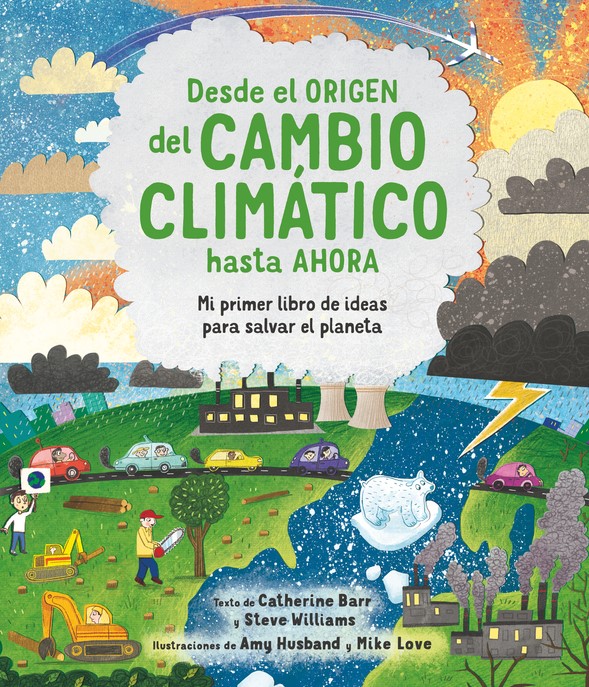 Desde el ORIGEN
del CAMBIO
CLIMÁTICO
hasta AHORA
Mi primer libro de ideas
para salvar el planeta
Texto de Catherine Barr
y Steve Williams
Ilustraciones de Amy Husband y Mike Love